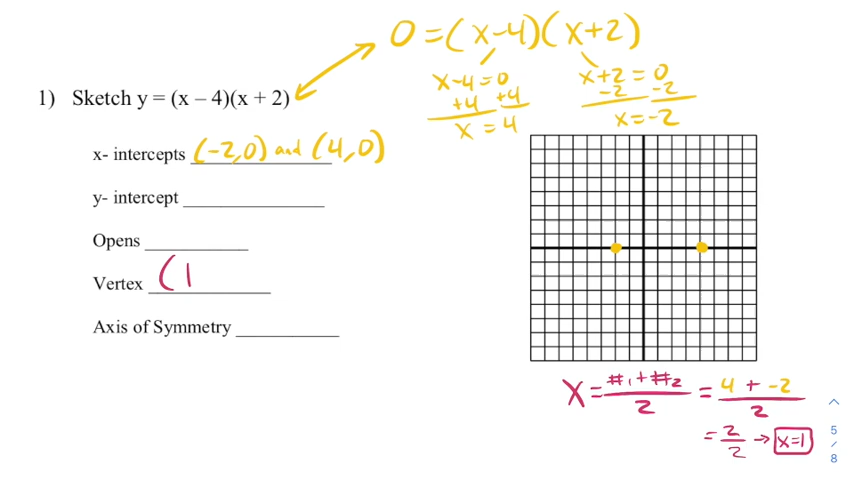 0 = (x-4)(x+2)
x-4=0
+4 +4
x = 4
x+2=0
-2 -2
x=-2
1) Sketch y = (x – 4)(x + 2)
x- intercepts (-2,0) and (4,0)
y- intercept
Opens
Vertex (1
Axis of Symmetry
X = #1 + #2 / 2 = 4 + -2 / 2
= 2/2 → x=1
5
/
8